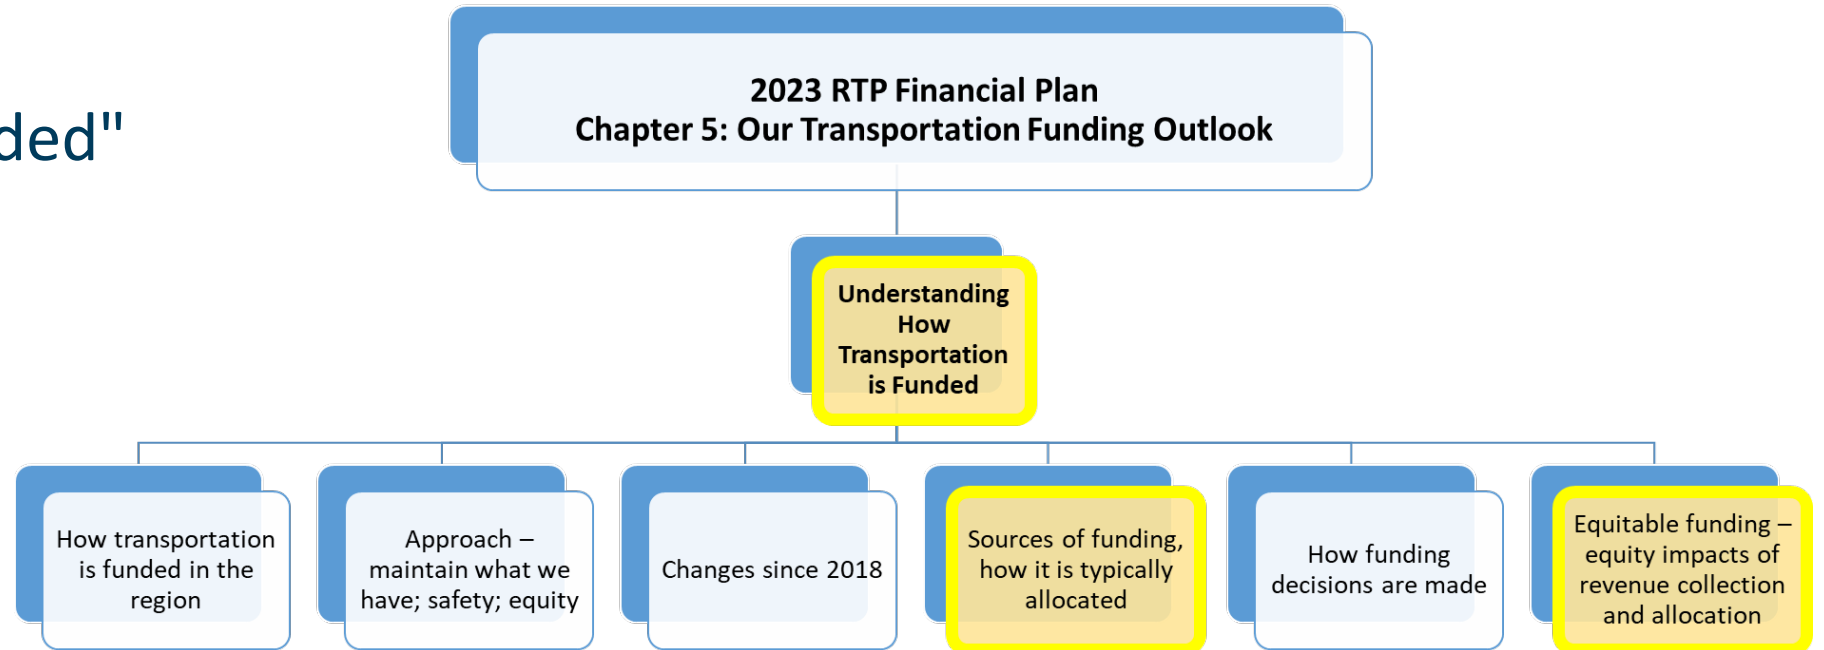 ded"
2023 RTP Financial Plan
Chapter 5: Our Transportation Funding Outlook
Understanding
How
Transportation
is Funded
How transportation
is funded in the
region
Approach –
maintain what we
have; safety; equity
Changes since 2018
Sources of funding,
how it is typically
allocated
How funding
decisions are made
Equitable funding –
equity impacts of
revenue collection
and allocation